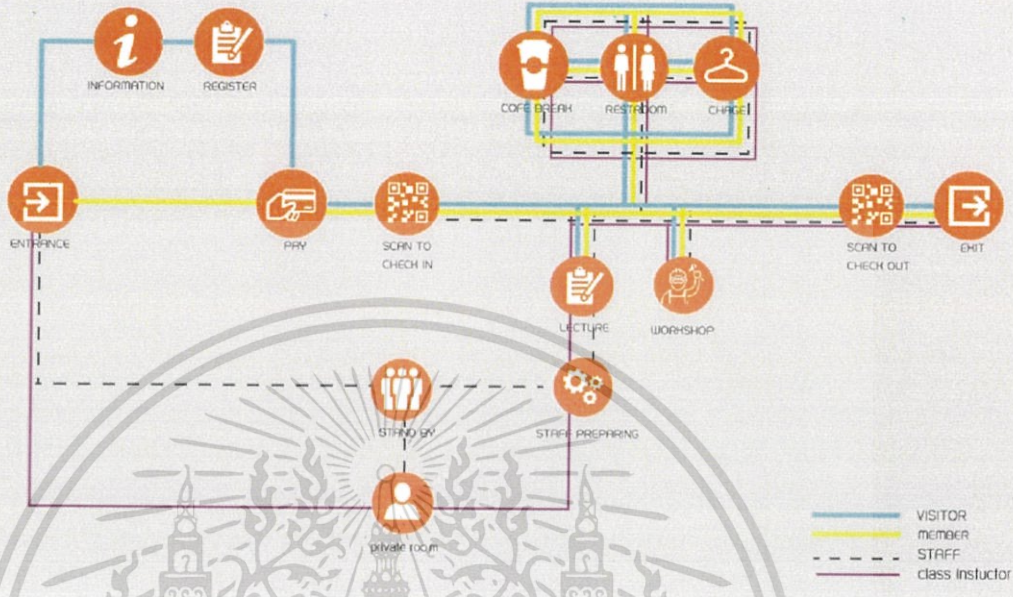 INFORMATION
REGISTER
COFE BREAK
RESTROOM
CHAGE
ENTRANCE
PAY
SCAN TO
CHECK IN
SCAN TO
CHECK OUT
EXIT
LECTURE
WORKSHOP
STAND BY
STAFF PREPARING
private room
VISITOR
MEMBER
STAFF
class instuctor